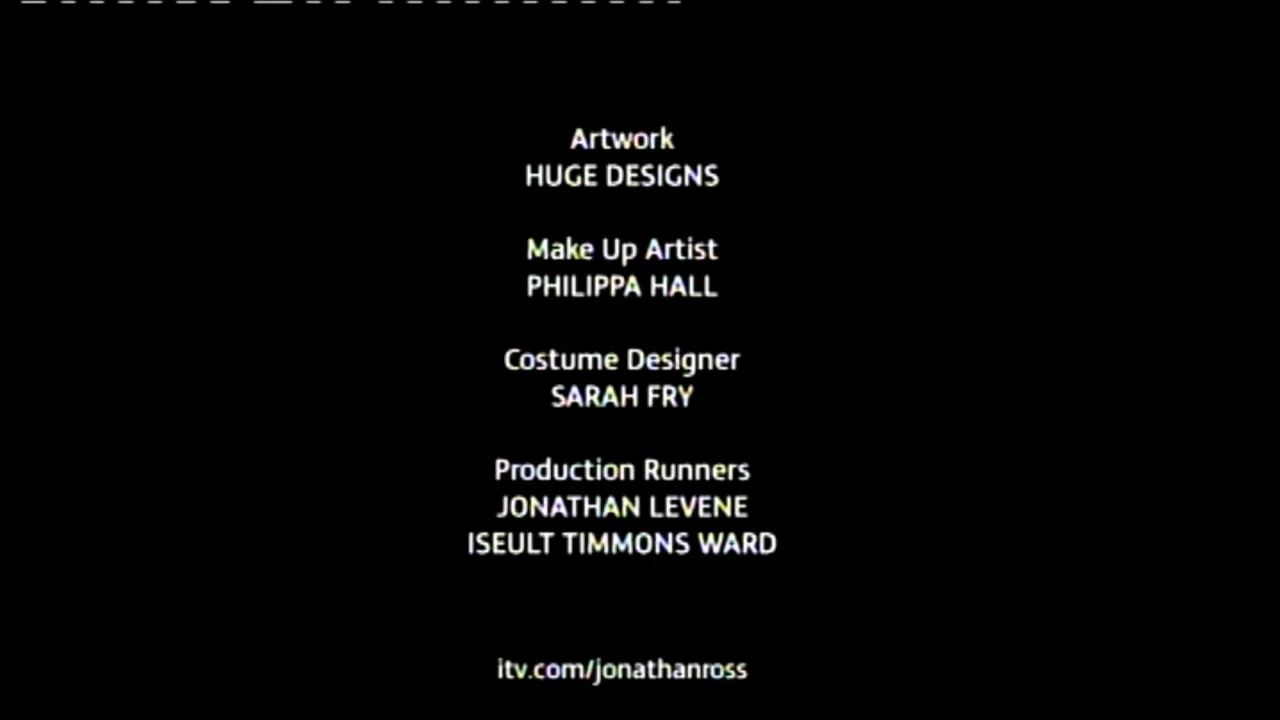 Artwork
HUGE DESIGNS
Make Up Artist
PHILIPPA HALL
Costume Designer
SARAH FRY
Production Runners
JONATHAN LEVENE
ISEULT TIMMONS WARD
itv.com/jonathanross